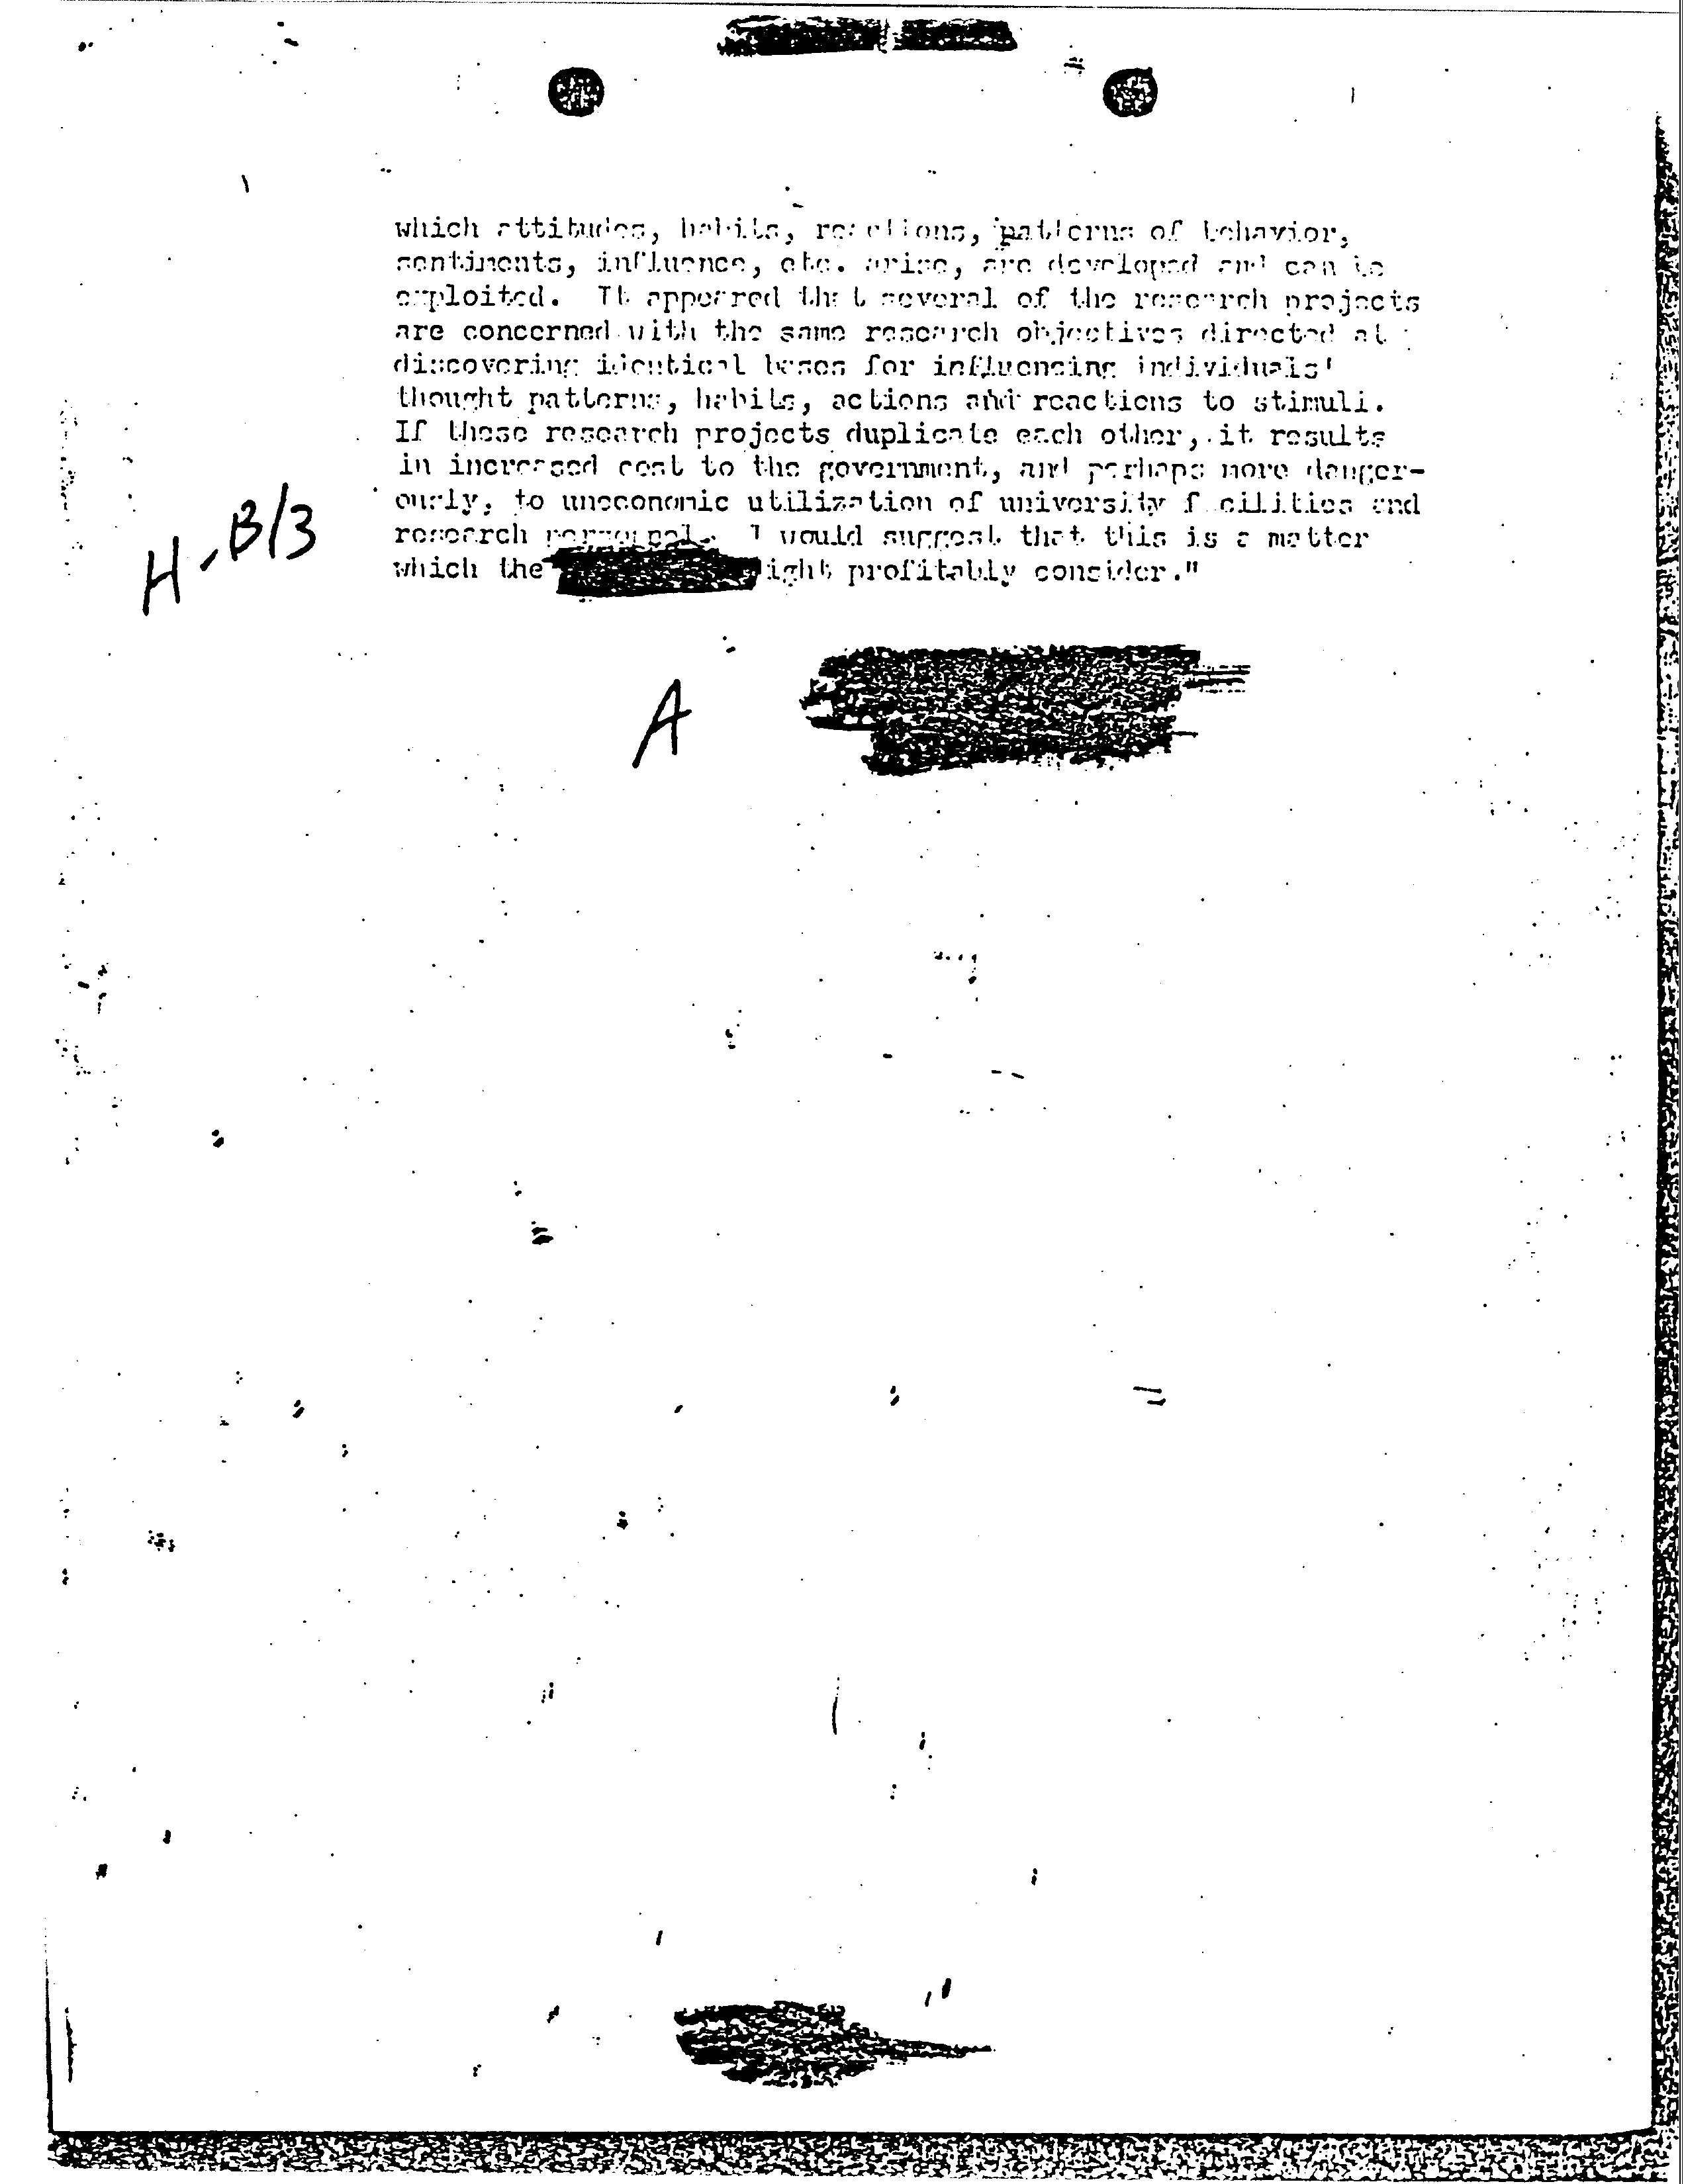 which attitudes, habits, reactions, patterns of behavior,
sentiments, influence, etc. arise, are developed and can be
exploited. It appeared that several of the research projects
are concerned with the same research objectives directed at
discovering identical bases for influencing individuals'
thought patterns, habits, actions and reactions to stimuli.
If these research projects duplicate each other, it results
in increased cost to the government, and perhaps more danger-
ously, to uneconomic utilization of university facilities and
research personnel. I would suggest that this is a matter
which the ight profitably consider."
H-B/3
A